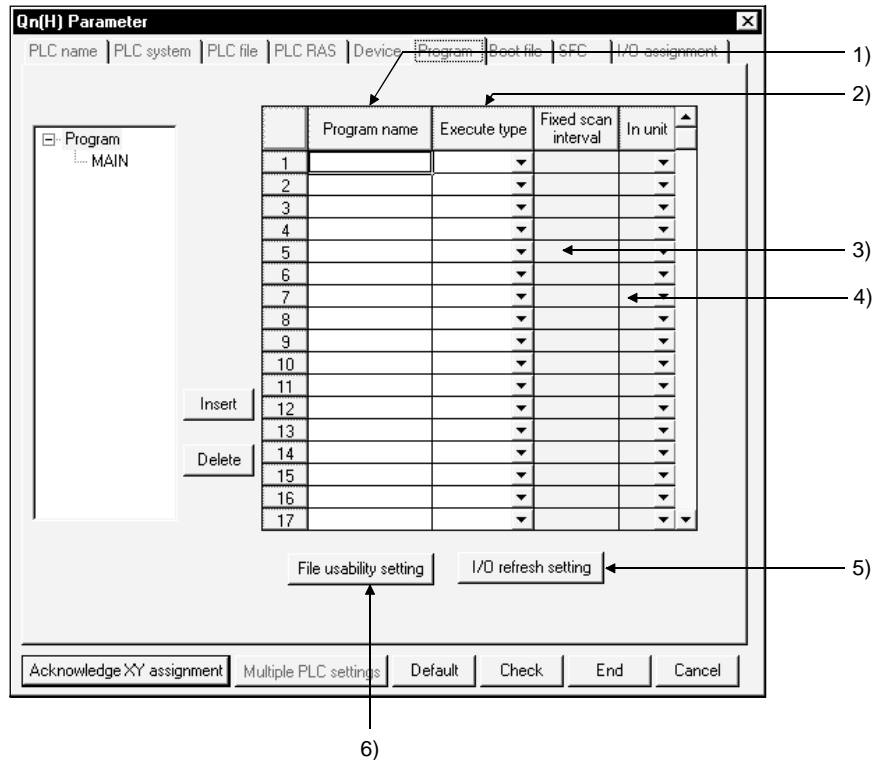 Qn(H) Parameter
PLC name PLC system PLC file PLC RAS Device Program Boot file SFC I/O assignment
1)
2)
Program
MAIN
Program name Execute type Fixed scan interval In unit
1
2
3
4
5
3)
6
7
4)
8
9
10
11
Insert
12
13
Delete
14
15
16
17
File usability setting I/O refresh setting
5)
Acknowledge XY assignment Multiple PLC settings Default Check End Cancel
6)